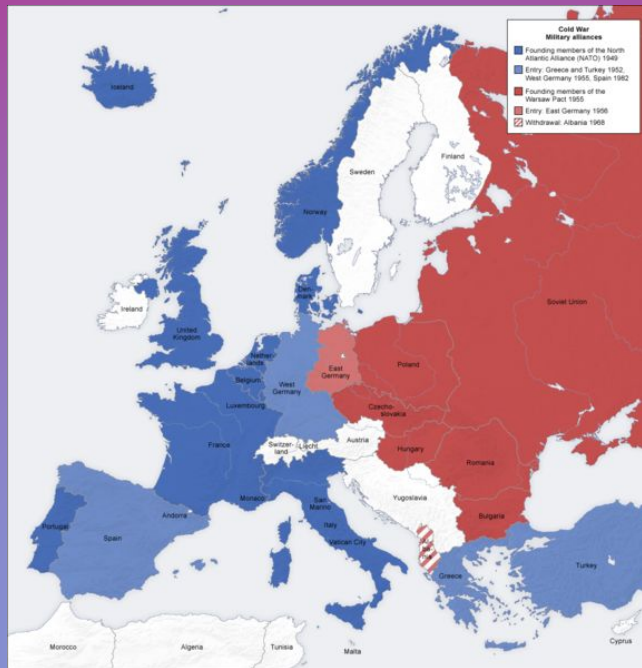 Cold War
Military alliances
Founding members of the North
Atlantic Alliance (NATO) 1949
Entry: Greece and Turkey 1952,
West Germany 1955, Spain 1982
Founding members of the
Warsaw Pact 1955
Entry: East Germany 1956
Withdrawal: Albania 1968
Iceland
Sweden
Finland
Norway
Den-
mark
Soviet Union
Ireland
United
Kingdom
Nether-
lands
Belgium
West
Germany
East
Germany
Poland
Luxembourg
Czecho-
slovakia
France
Switzer-
land
Liecht.
Austria
Hungary
Romania
Monaco
San
Marino
Yugoslavia
Andorra
Italy
Bulgaria
Portugal
Spain
Vatican City
Al-
ba-
nia
Greece
Turkey
Morocco
Algeria
Tunisia
Malta
Cyprus